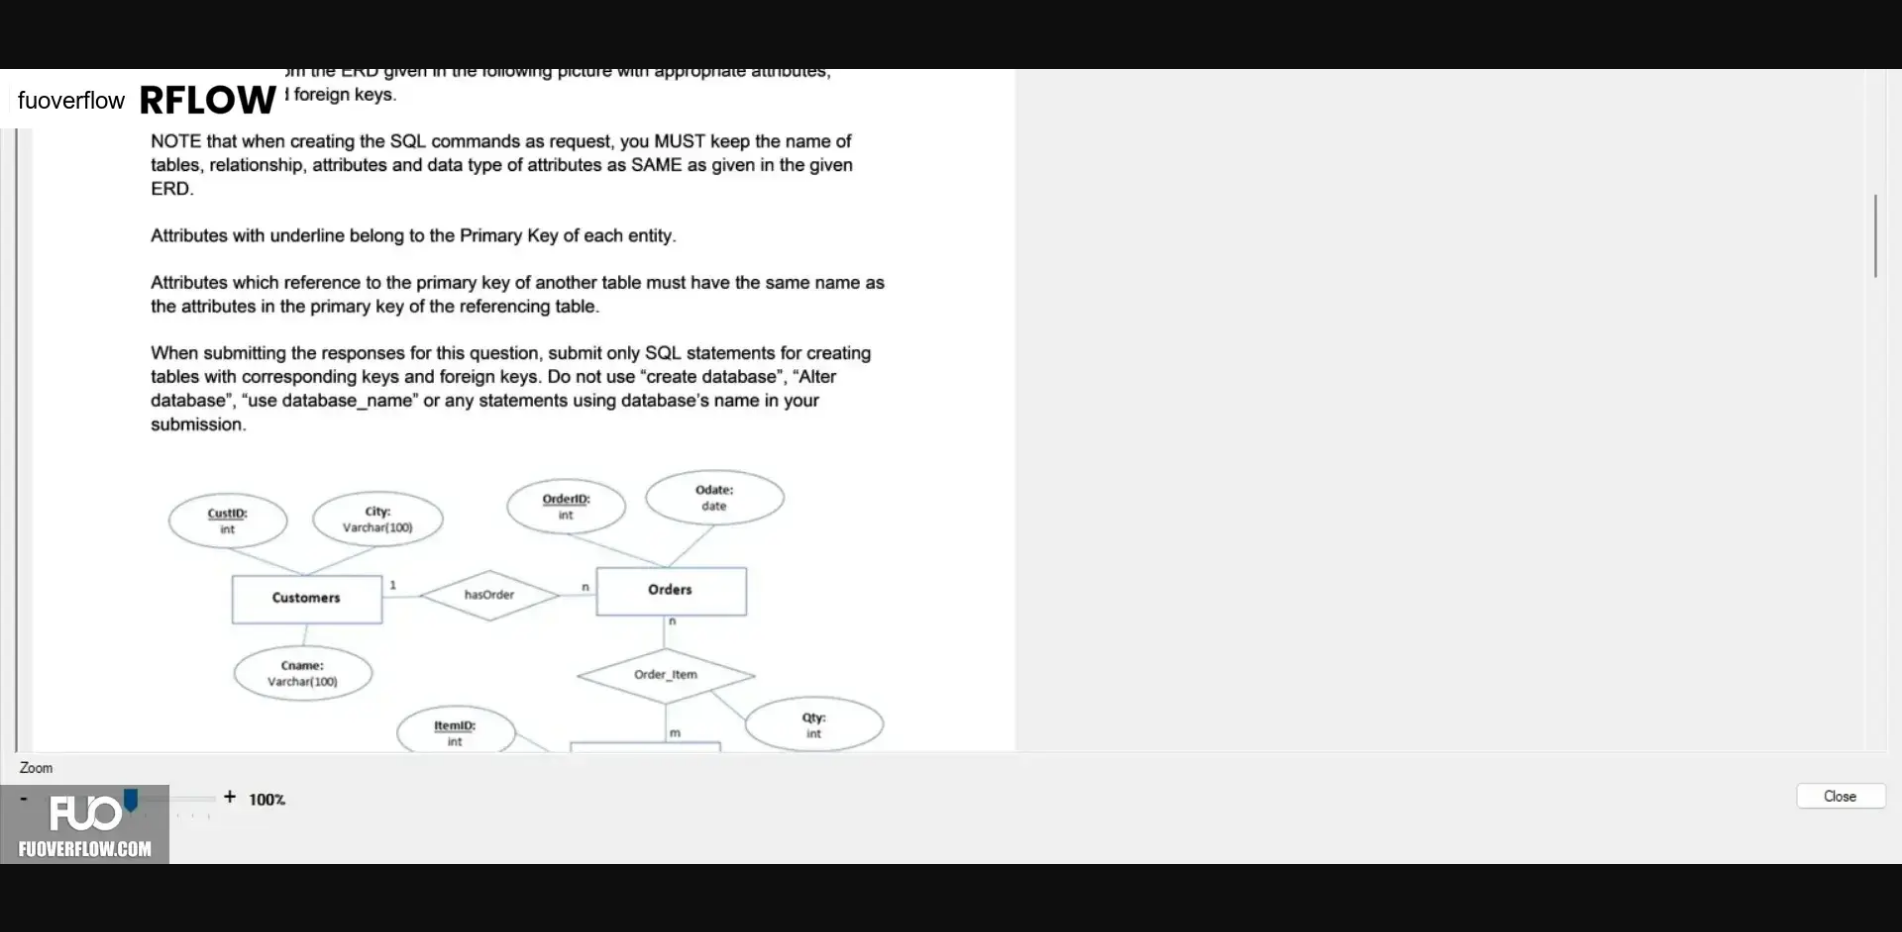 om the ERD given in the following picture with appropriate attributes,
fuoverflow RFLOW
foreign keys.
NOTE that when creating the SQL commands as request, you MUST keep the name of
tables, relationship, attributes and data type of attributes as SAME as given in the given
ERD.
Attributes with underline belong to the Primary Key of each entity.
Attributes which reference to the primary key of another table must have the same name as
the attributes in the primary key of the referencing table.
When submitting the responses for this question, submit only SQL statements for creating
tables with corresponding keys and foreign keys. Do not use “create database”, “Alter
database”, “use database_name” or any statements using database's name in your
submission.
CustID:
int
City:
Varchar(100)
OrderID:
int
Odate:
date
Customers
1
hasOrder
n
Orders
n
Cname:
Varchar(100)
Order_Item
ItemID:
int
m
Qty:
int
Zoom
- + 100%
Close
FUO
FUOVERFLOW.COM